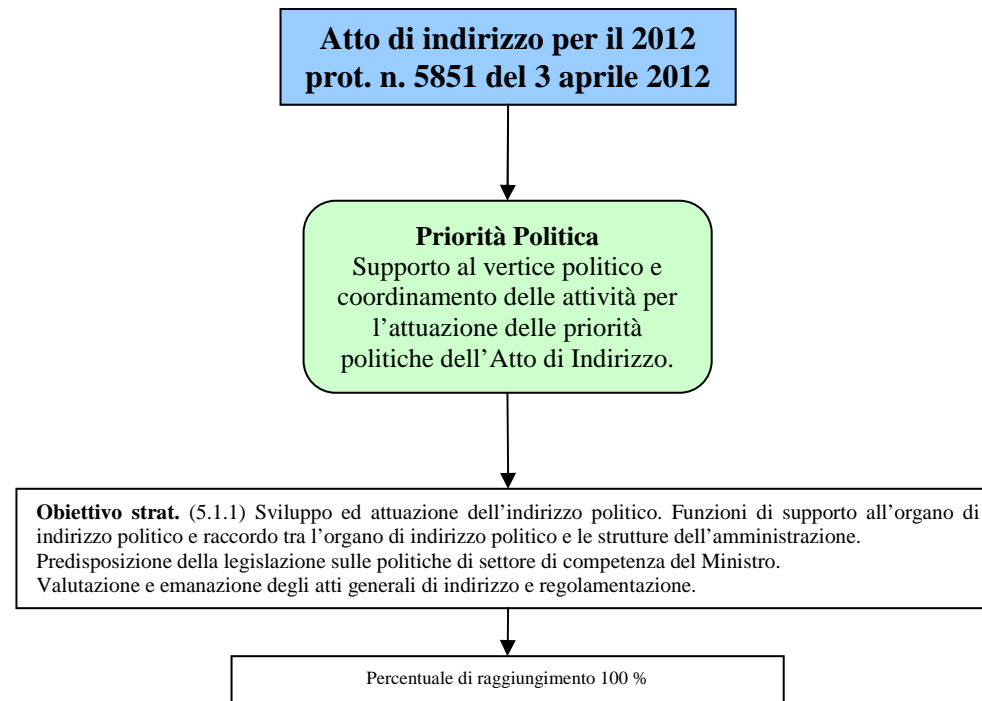 Atto di indirizzo per il 2012
prot. n. 5851 del 3 aprile 2012
Priorità Politica
Supporto al vertice politico e
coordinamento delle attività per
l’attuazione delle priorità
politiche dell’Atto di Indirizzo.
Obiettivo strat. (5.1.1) Sviluppo ed attuazione dell’indirizzo politico. Funzioni di supporto all’organo di
indirizzo politico e raccordo tra l’organo di indirizzo politico e le strutture dell’amministrazione.
Predisposizione della legislazione sulle politiche di settore di competenza del Ministro.
Valutazione e emanazione degli atti generali di indirizzo e regolamentazione.
Percentuale di raggiungimento 100 %